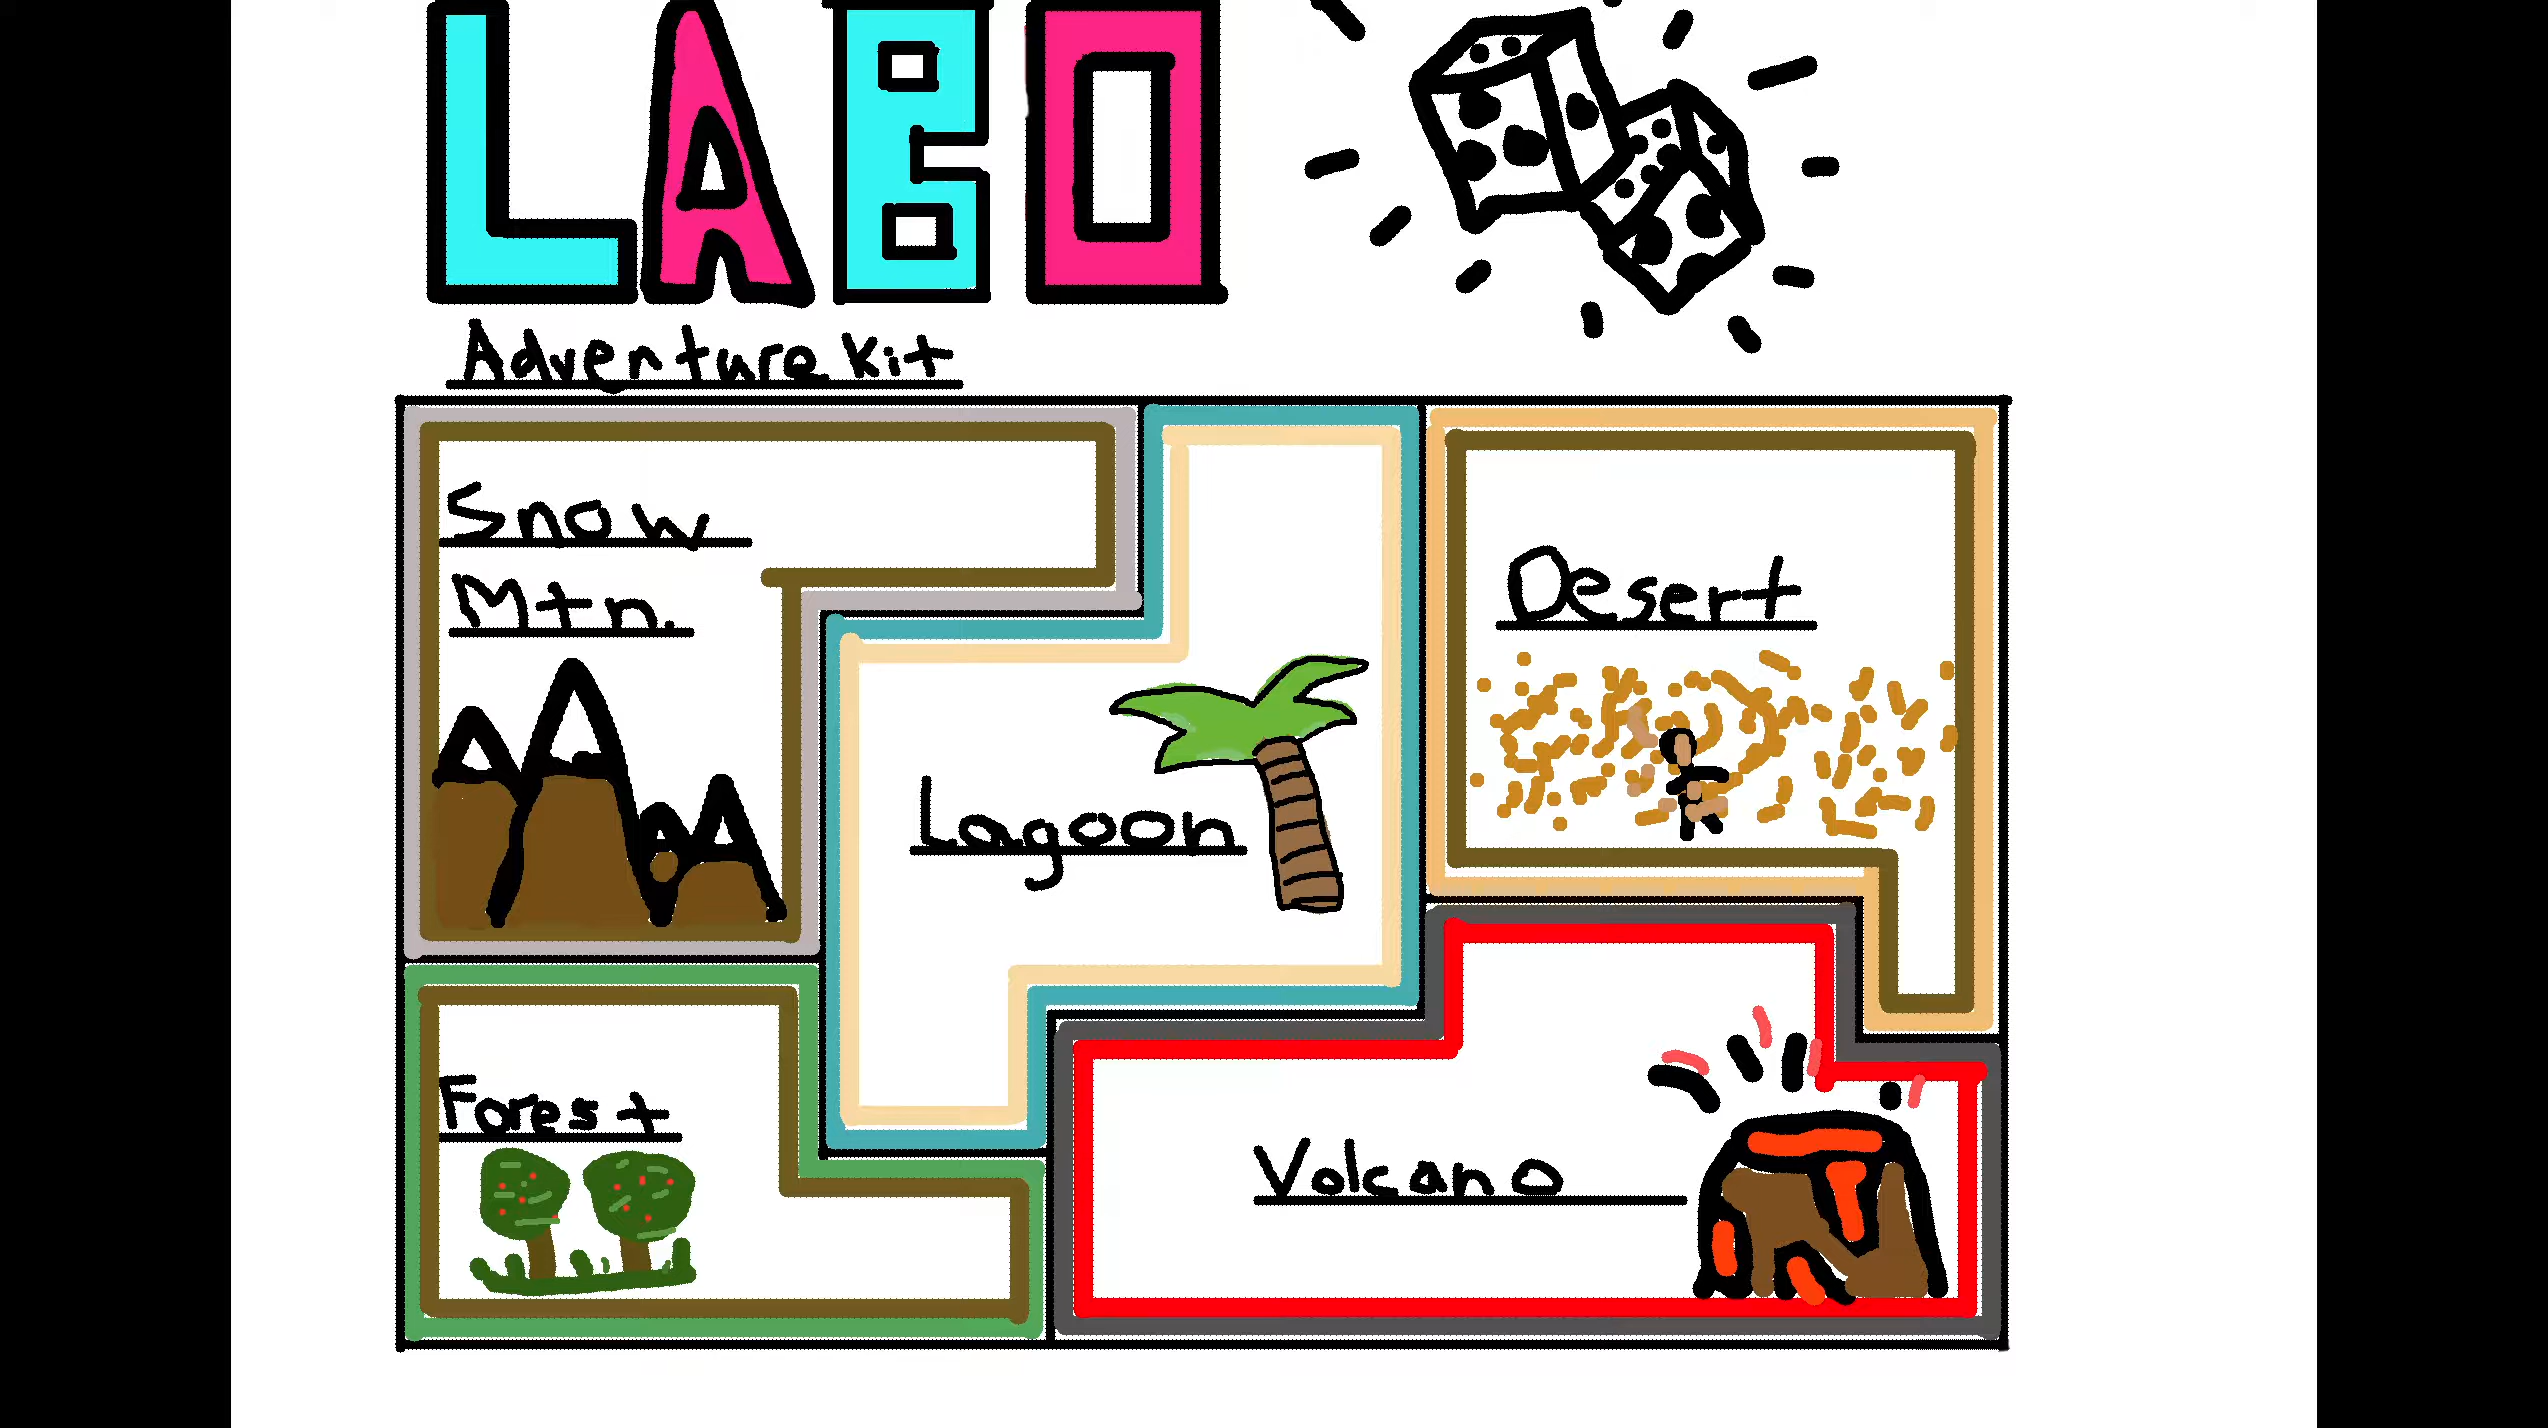 LABO
Adventure Kit
Snow
Mtn.
Desert
Lagoon
Forest
Volcano